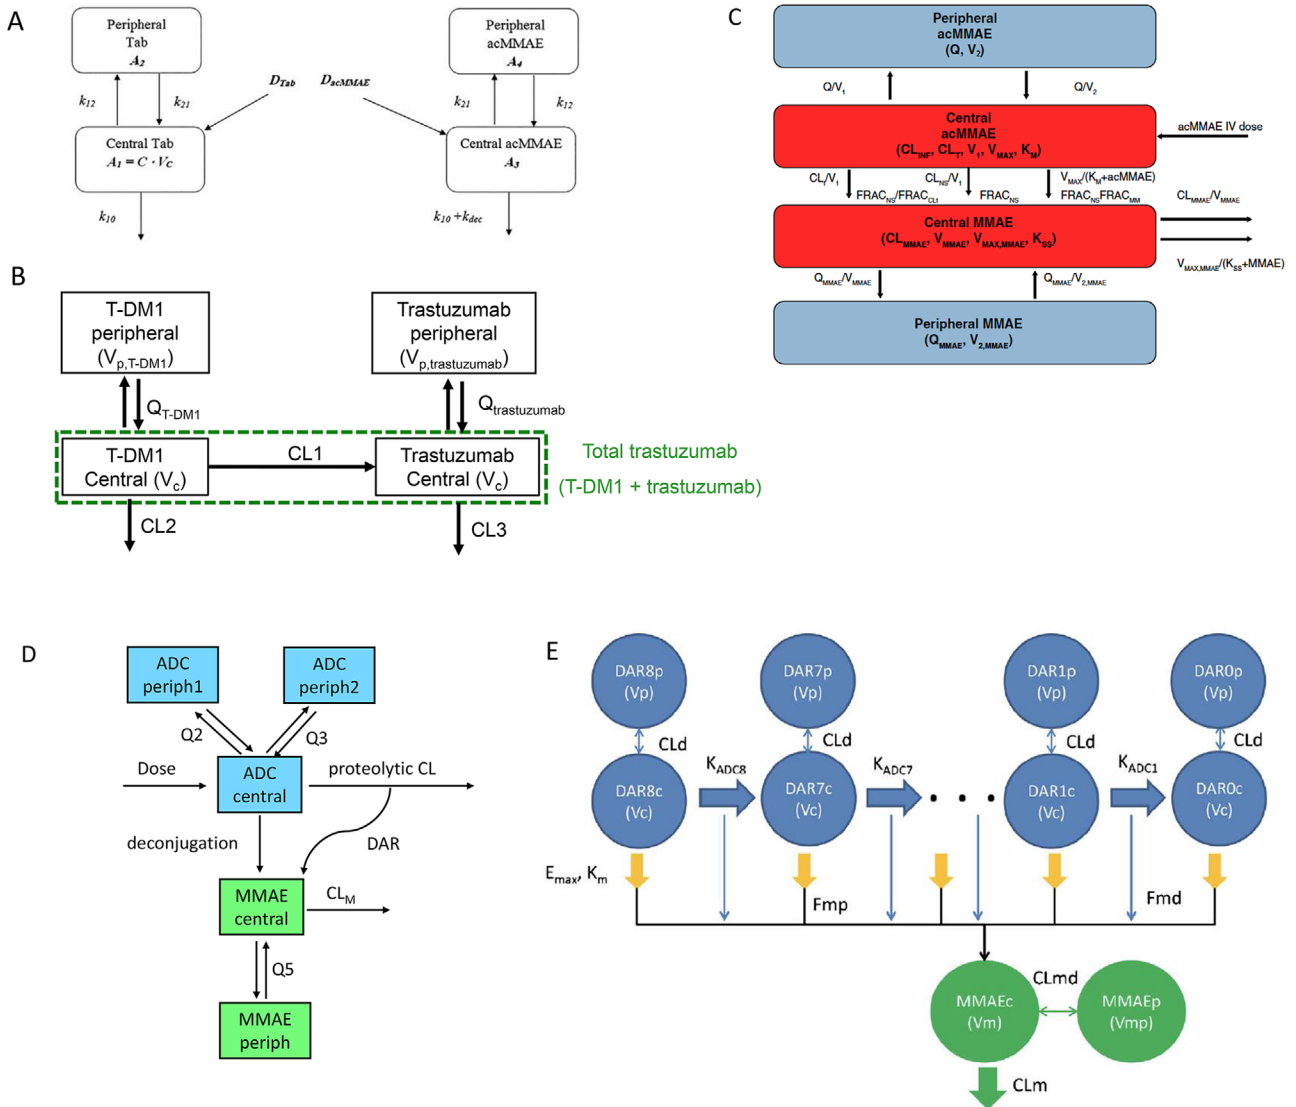 A
Peripheral
Tab
A2
Peripheral
acMMAE
A4
DTab
DacMMAE
k12
k21
k21
k12
Central Tab
A1 = C · VC
Central acMMAE
A3
k10
k10 + kdec
B
T-DM1
peripheral
(Vp,T-DM1)
Trastuzumab
peripheral
(Vp,trastuzumab)
QT-DM1
Qtrastuzumab
T-DM1
Central (Vc)
CL1
Trastuzumab
Central (Vc)
Total trastuzumab
(T-DM1 + trastuzumab)
CL2
CL3
C
Peripheral
acMMAE
(Q, V2)
Q/V1
Q/V2
Central
acMMAE
(CLINF, CLT, V1, VMAX, KM)
acMMAE IV dose
CLt/V1
CLNS/V1
VMAX/(KM+acMMAE)
FRACNS/FRACCLt
FRACNS
FRACNSFRACMM
CLMMAE/VMMAE
Central MMAE
(CLMMAE, VMMAE, VMAX,MMAE, KSS)
VMAX,MMAE/(KSS+MMAE)
QMMAE/VMMAE
QMMAE/V2,MMAE
Peripheral MMAE
(QMMAE, V2,MMAE)
D
ADC
periph1
ADC
periph2
Q2
Q3
Dose
ADC
central
proteolytic CL
deconjugation
DAR
MMAE
central
CLM
Q5
MMAE
periph
E
DAR8p
(Vp)
DAR7p
(Vp)
DAR1p
(Vp)
DAR0p
(Vp)
CLd
CLd
CLd
CLd
KADC8
KADC7
KADC1
DAR8c
(Vc)
DAR7c
(Vc)
• • •
DAR1c
(Vc)
DAR0c
(Vc)
Emax, Km
Fmp
Fmd
MMAEc
(Vm)
CLmd
MMAEp
(Vmp)
CLm